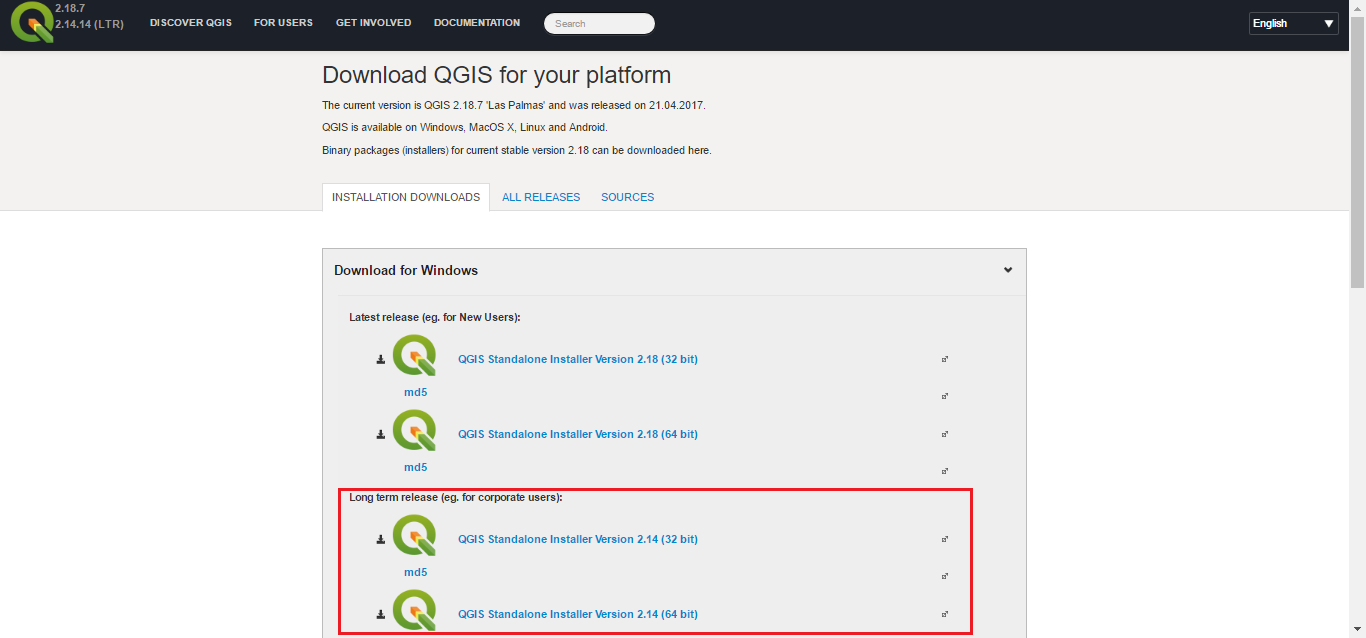 2.18.7
2.14.14 (LTR)
DISCOVER QGIS FOR USERS GET INVOLVED DOCUMENTATION Search English
Download QGIS for your platform
The current version is QGIS 2.18.7 'Las Palmas' and was released on 21.04.2017.
QGIS is available on Windows, MacOS X, Linux and Android.
Binary packages (installers) for current stable version 2.18 can be downloaded here.
INSTALLATION DOWNLOADS ALL RELEASES SOURCES
Download for Windows
Latest release (eg. for New Users):
QGIS Standalone Installer Version 2.18 (32 bit)
md5
QGIS Standalone Installer Version 2.18 (64 bit)
md5
Long term release (eg. for corporate users):
QGIS Standalone Installer Version 2.14 (32 bit)
md5
QGIS Standalone Installer Version 2.14 (64 bit)